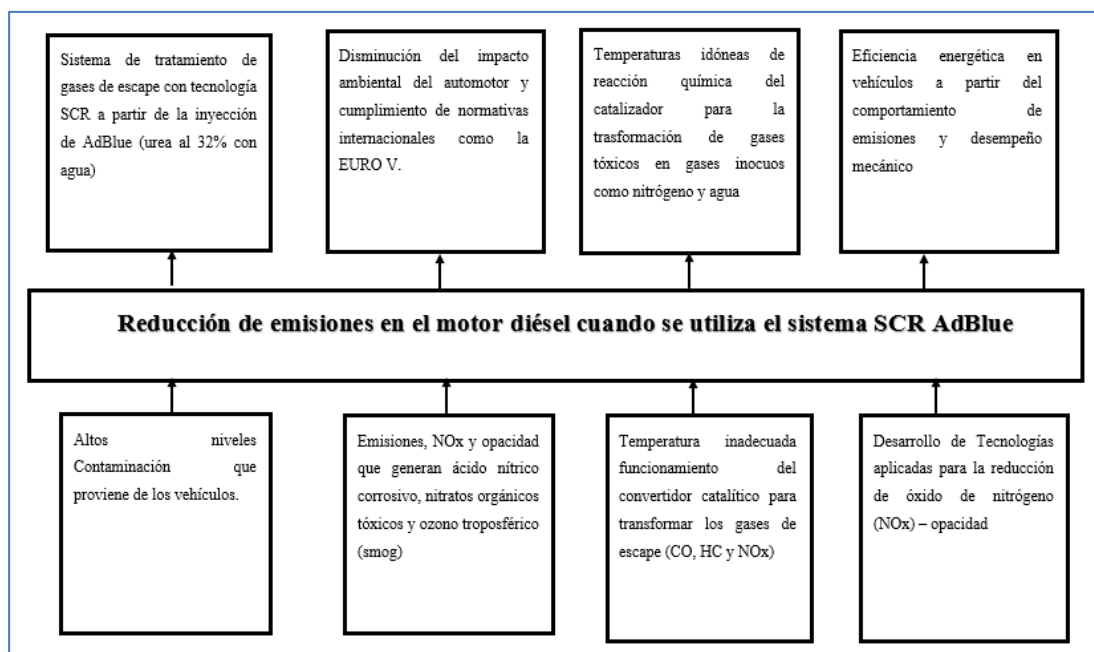 Sistema de tratamiento de
gases de escape con tecnología
SCR a partir de la inyección
de AdBlue (urea al 32% con
agua)
Disminución del impacto
ambiental del automotor y
cumplimiento de normativas
internacionales como la
EURO V.
Temperaturas idóneas de
reacción química del
catalizador para la
trasformación de gases
tóxicos en gases inocuos
como nitrógeno y agua
Eficiencia energética en
vehículos a partir del
comportamiento de
emisiones y desempeño
mecánico
Reducción de emisiones en el motor diésel cuando se utiliza el sistema SCR AdBlue
Altos niveles
Contaminación que
proviene de los vehículos.
Emisiones, NOx y opacidad
que generan ácido nítrico
corrosivo, nitratos orgánicos
tóxicos y ozono troposférico
(smog)
Temperatura inadecuada
funcionamiento del
convertidor catalítico para
transformar los gases de
escape (CO, HC y NOx)
Desarrollo de Tecnologías
aplicadas para la reducción
de óxido de nitrógeno
(NOx) – opacidad